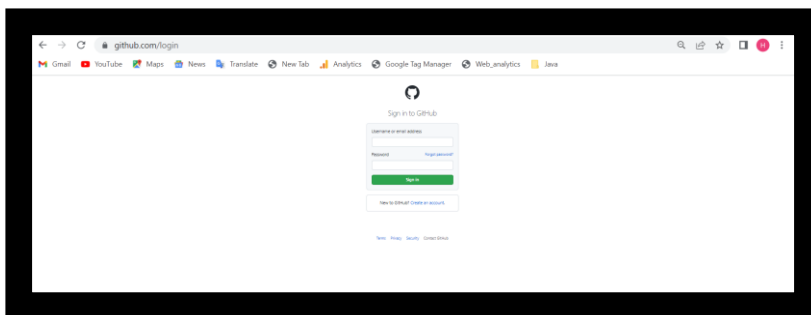 github.com/login
H
Gmail YouTube Maps News Translate New Tab Analytics Google Tag Manager Web_analytics Java
Sign in to GitHub
Username or email address
Password Forgot password?
Sign in
New to GitHub? Create an account.
Terms Privacy Security Contact GitHub